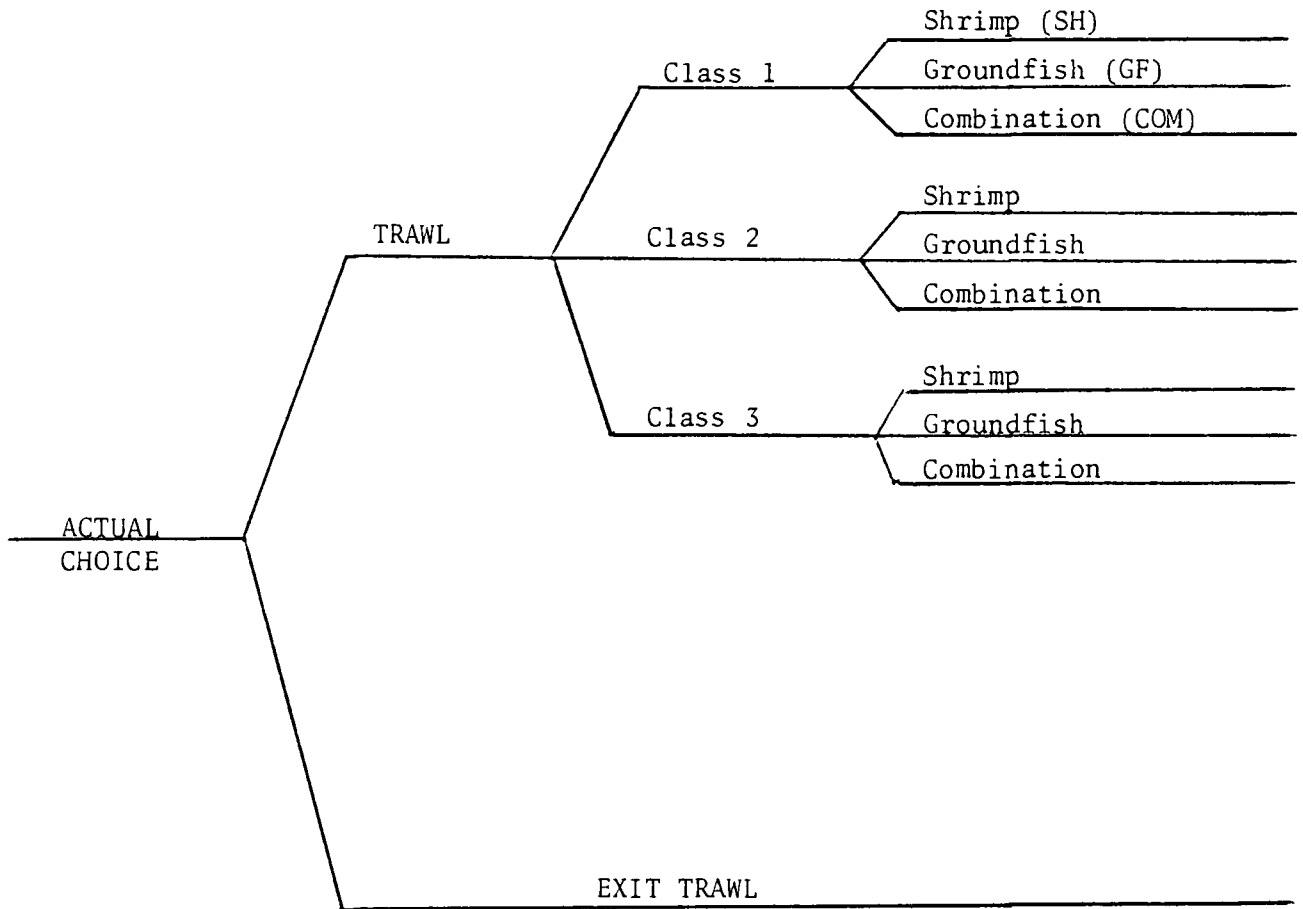 Shrimp (SH)
Class 1
Groundfish (GF)
Combination (COM)
Shrimp
TRAWL
Class 2
Groundfish
Combination
Shrimp
Class 3
Groundfish
Combination
ACTUAL
CHOICE
EXIT TRAWL